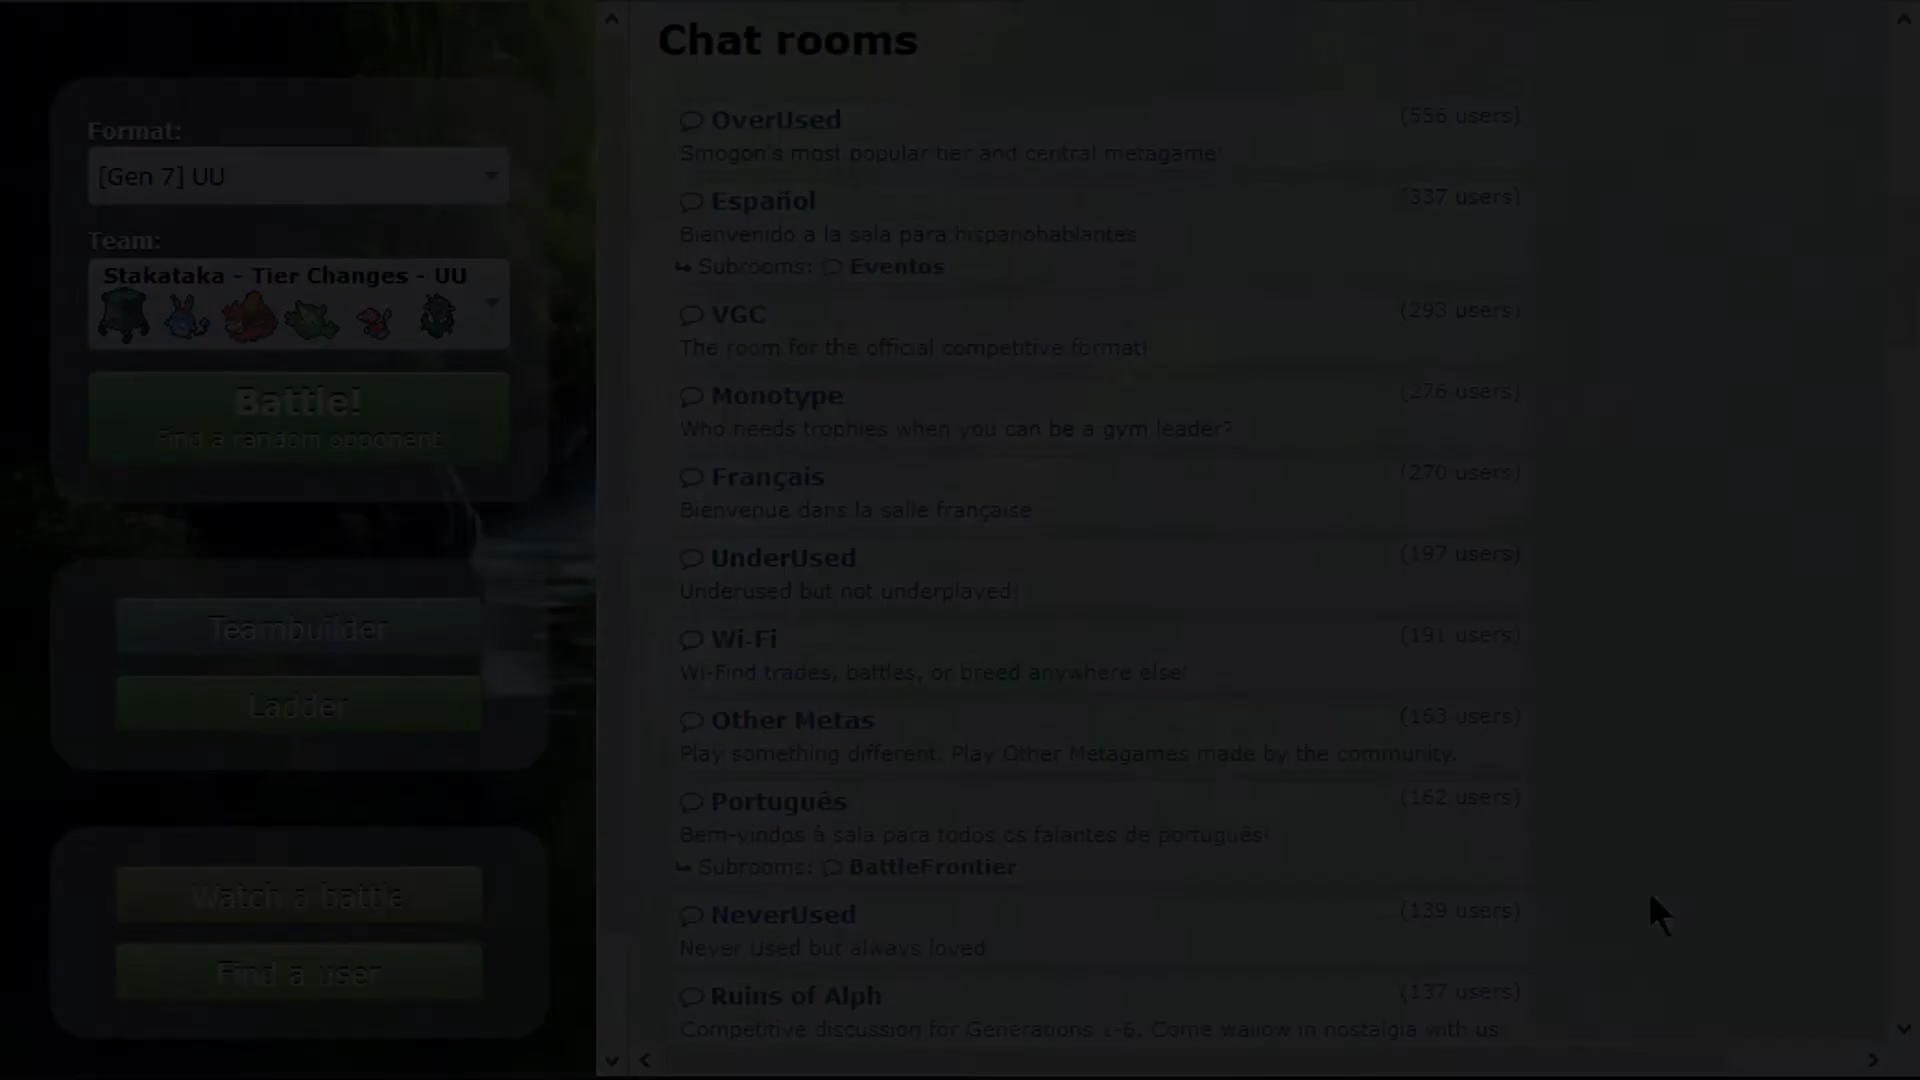 Format:
[Gen 7] UU
Team:
Stakataka - Tier Changes - UU
Battle!
Find a random opponent
Teambuilder
Ladder
Watch a battle
Find a user
Chat rooms
OverUsed (556 users)
Smogon's most popular tier and central metagame!
Español (337 users)
Bienvenido a la sala para hispanohablantes
Subrooms: Eventos
VGC (293 users)
The room for the official competitive format!
Monotype (276 users)
Who needs trophies when you can be a gym leader?
Français (270 users)
Bienvenue dans la salle française
UnderUsed (197 users)
Underused but not underplayed!
Wi-Fi (191 users)
Wi-Find trades, battles, or breed anywhere else!
Other Metas (163 users)
Play something different. Play Other Metagames made by the community.
Português (162 users)
Bem-vindos à sala para todos os falantes de português!
Subrooms: BattleFrontier
NeverUsed (139 users)
Never Used but always loved
Ruins of Alph (137 users)
Competitive discussion for Generations 1-6. Come wallow in nostalgia with us